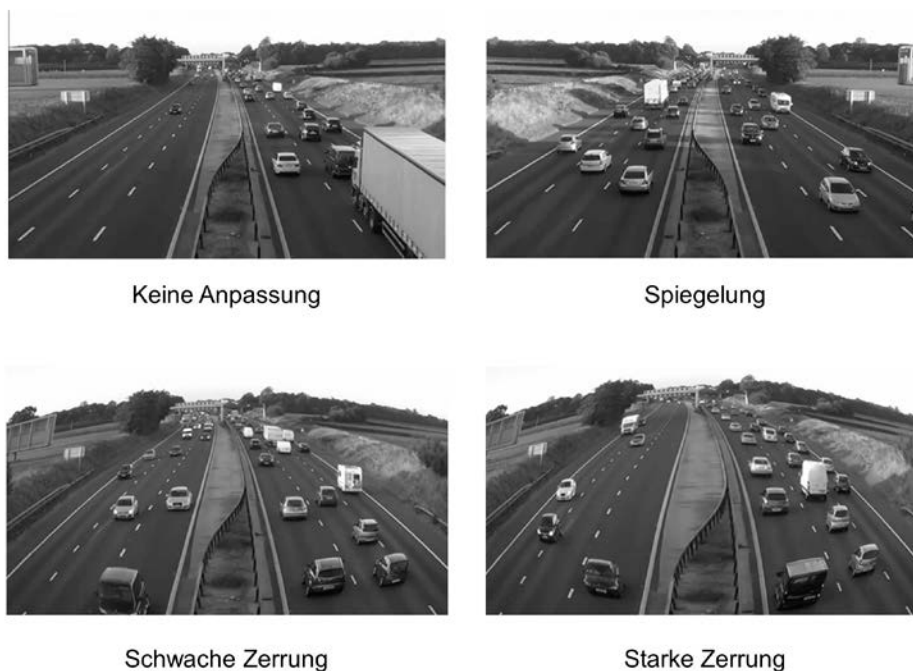 Keine Anpassung
Spiegelung
Schwache Zerrung
Starke Zerrung